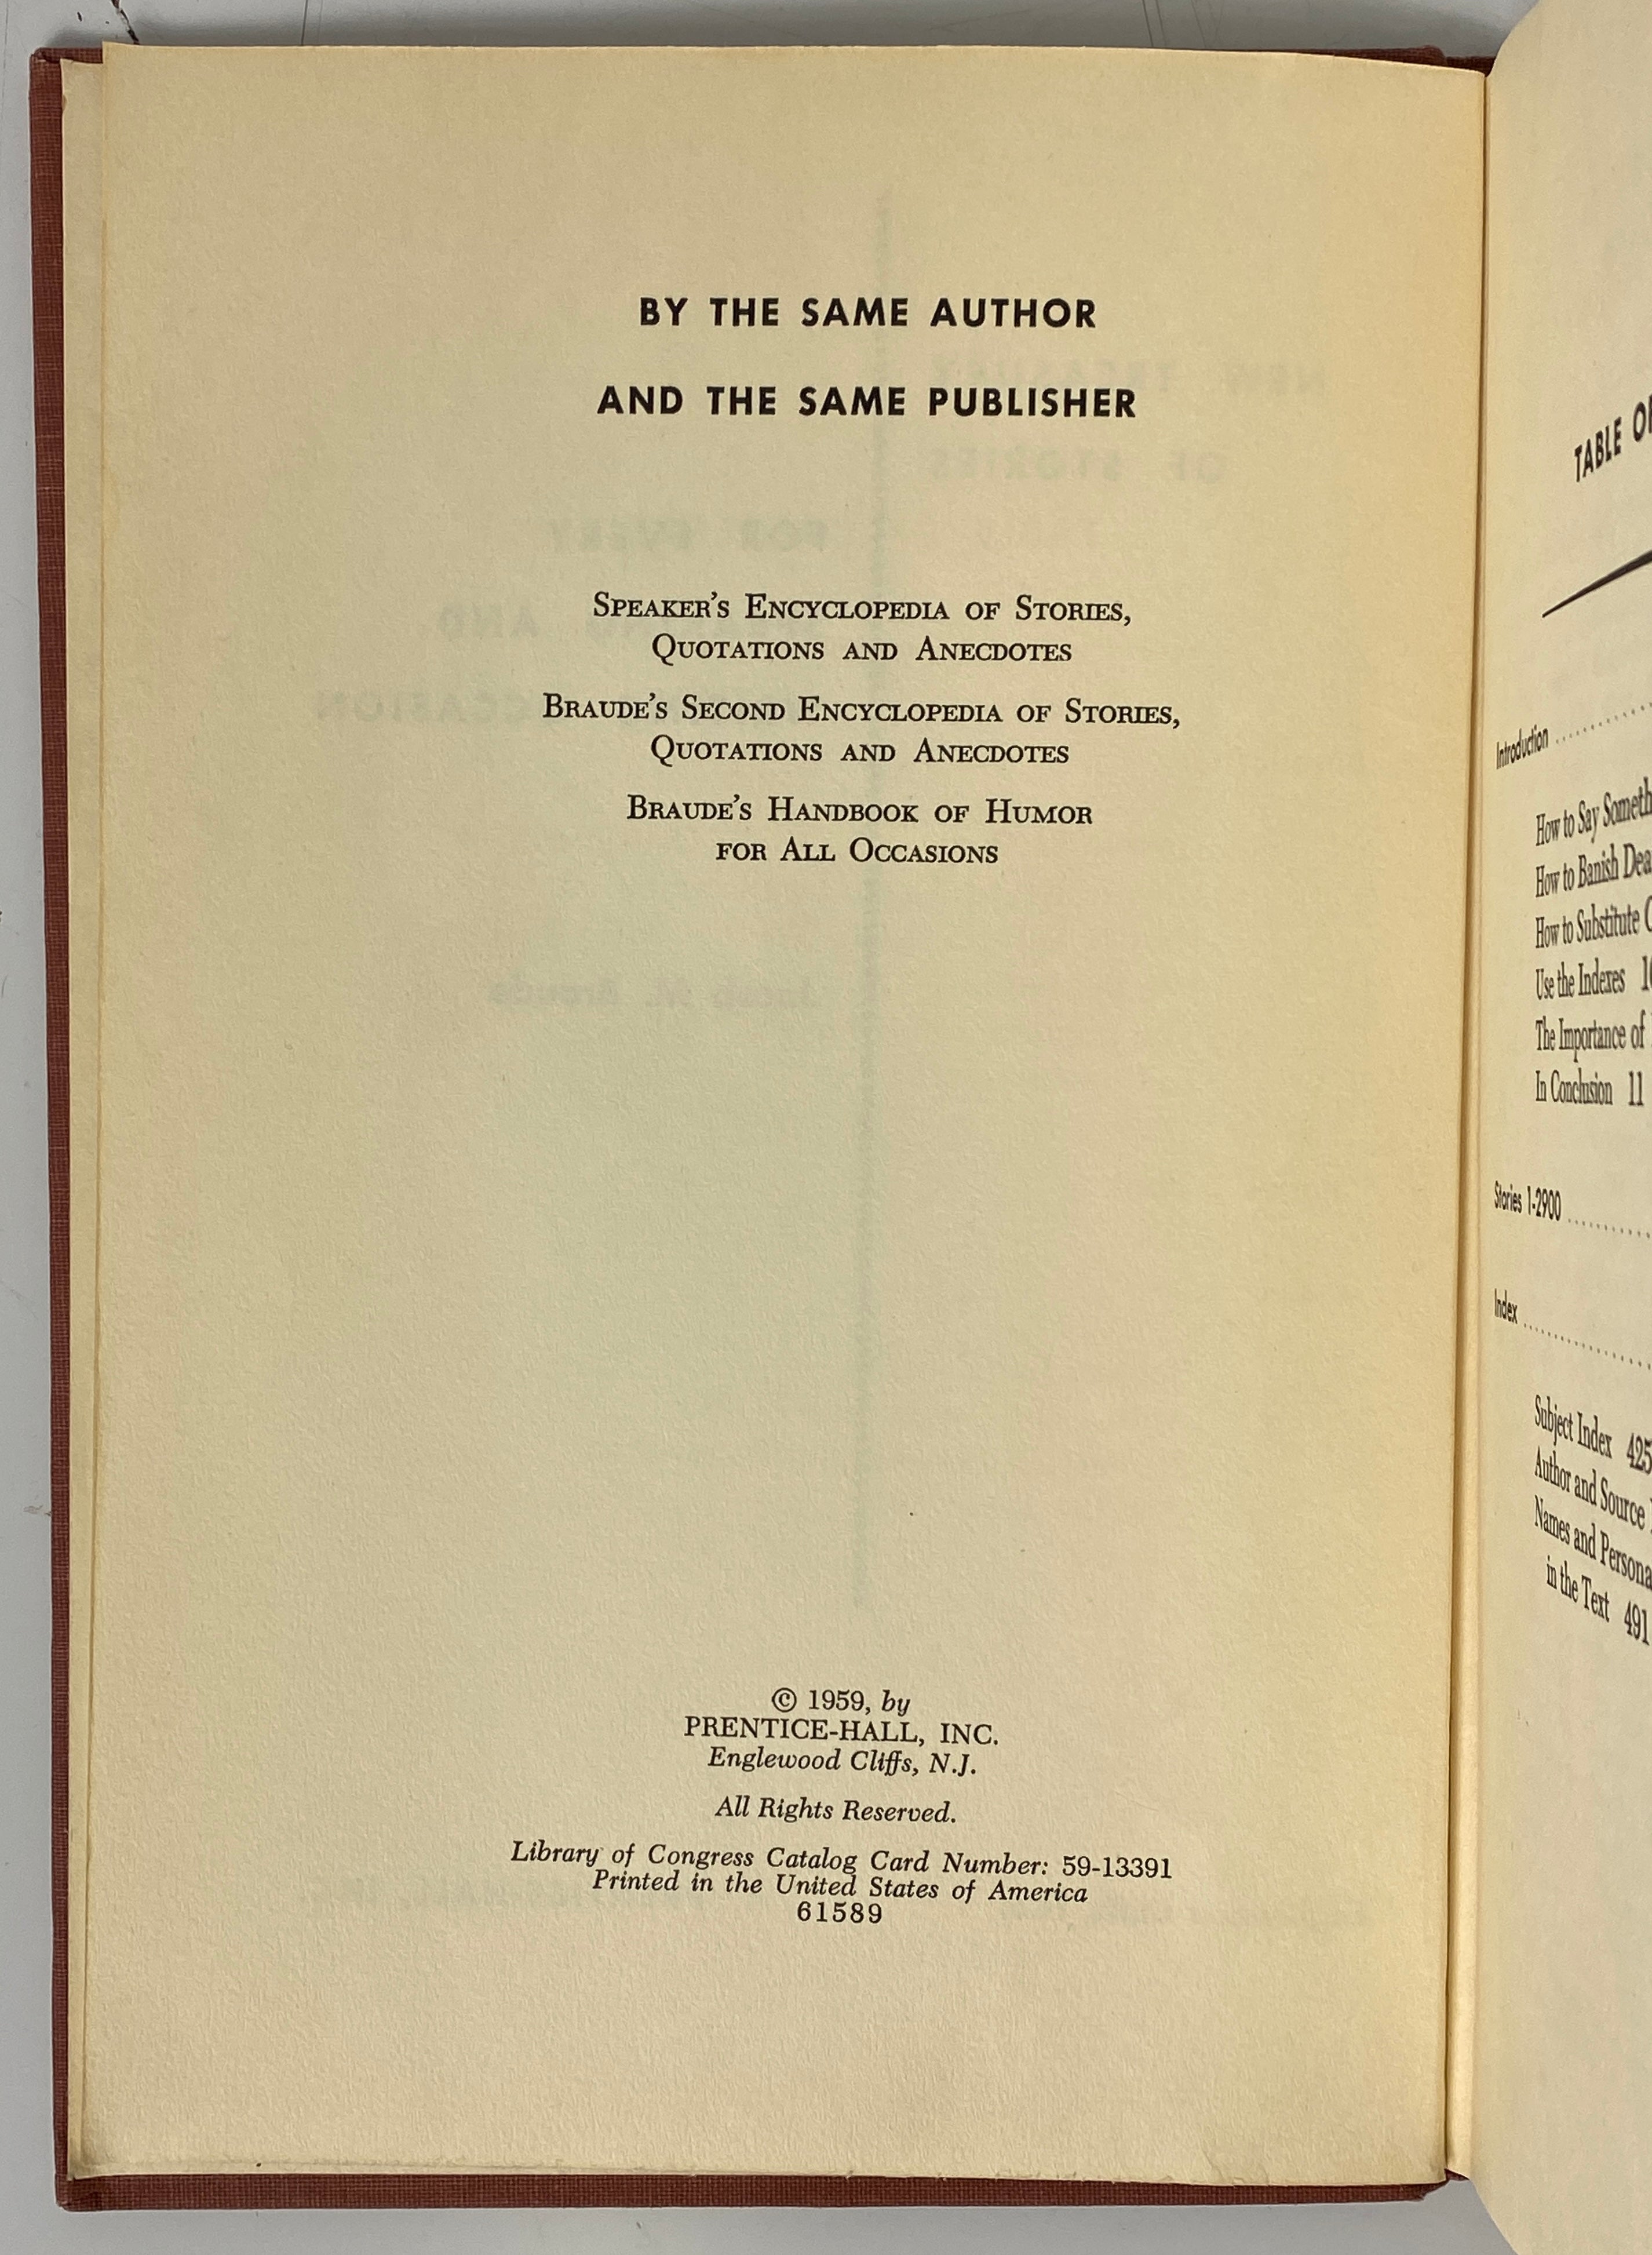 BY THE SAME AUTHOR
AND THE SAME PUBLISHER
SPEAKER'S ENCYCLOPEDIA OF STORIES,
QUOTATIONS AND ANECDOTES
BRAUDE'S SECOND ENCYCLOPEDIA OF STORIES,
QUOTATIONS AND ANECDOTES
BRAUDE'S HANDBOOK OF HUMOR
FOR ALL OCCASIONS
© 1959, by
PRENTICE-HALL, INC.
Englewood Cliffs, N.J.
All Rights Reserved.
Library of Congress Catalog Card Number: 59-13391
Printed in the United States of America
61589
TABLE
Introduction
How to Say
How to Banish
How to Substitute
Use the Indexes
The Importance of
In Conclusion 11
Stories 1-2900
Index
Subject Index 425
Author and Source
Names and
in the Text 491